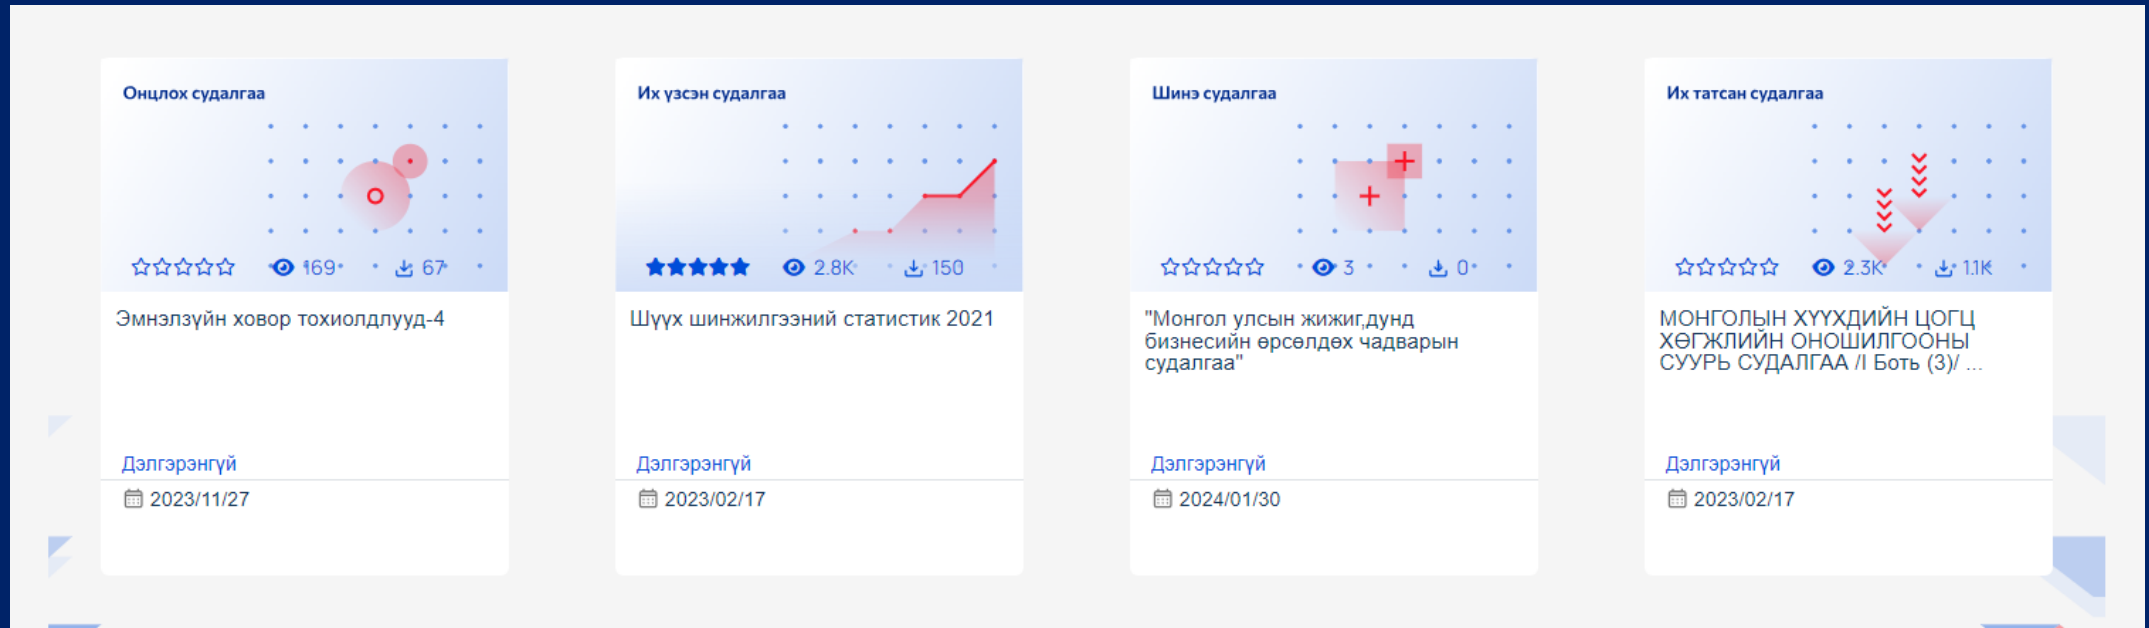 Онцлох судалгаа
169 67
Эмнэлзүйн ховор тохиолдлууд-4
Дэлгэрэнгүй
2023/11/27
Их үзсэн судалгаа
2.8K 150
Шүүх шинжилгээний статистик 2021
Дэлгэрэнгүй
2023/02/17
Шинэ судалгаа
3 0
"Монгол улсын жижиг,дунд
бизнесийн өрсөлдөх чадварын
судалгаа"
Дэлгэрэнгүй
2024/01/30
Их татсан судалгаа
2.3K 1.1K
МОНГОЛЫН ХҮҮХДИЙН ЦОГЦ
ХӨГЖЛИЙН ОНОШИЛГООНЫ
СУУРЬ СУДАЛГАА /I Боть (3)/ ...
Дэлгэрэнгүй
2023/02/17